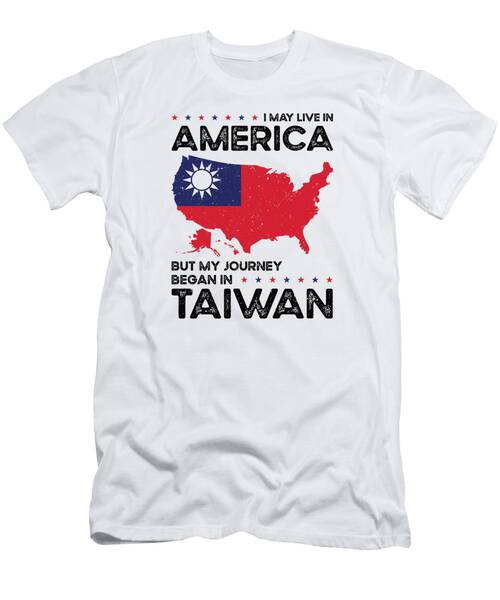 I MAY LIVE IN
AMERICA
BUT MY JOURNEY
BEGAN IN
TAIWAN